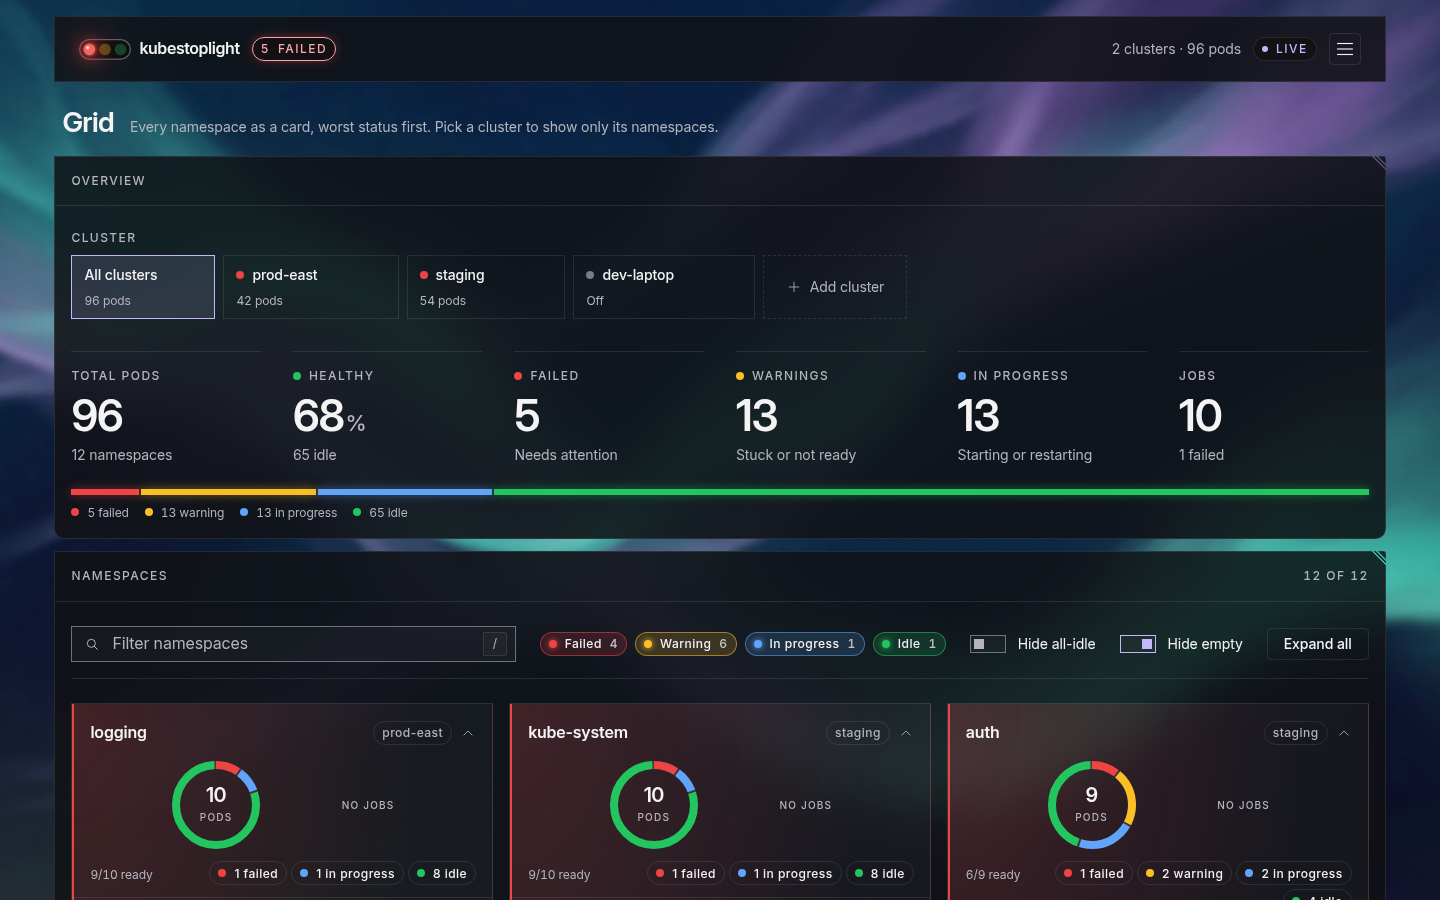 kubestoplight 5 FAILED 2 clusters · 96 pods LIVE
Grid Every namespace as a card, worst status first. Pick a cluster to show only its namespaces.
OVERVIEW
CLUSTER
All clusters prod-east staging dev-laptop + Add cluster
96 pods 42 pods 54 pods Off
TOTAL PODS HEALTHY FAILED WARNINGS IN PROGRESS JOBS
96 68% 5 13 13 10
12 namespaces 65 idle Needs attention Stuck or not ready Starting or restarting 1 failed
5 failed 13 warning 13 in progress 65 idle
NAMESPACES 12 OF 12
Filter namespaces / Failed 4 Warning 6 In progress 1 Idle 1 Hide all-idle Hide empty Expand all
logging prod-east kube-system staging auth staging
10 PODS NO JOBS 10 PODS NO JOBS 9 PODS NO JOBS
9/10 ready 1 failed 1 in progress 8 idle 9/10 ready 1 failed 1 in progress 8 idle 6/9 ready 1 failed 2 warning 2 in progress
4 idle